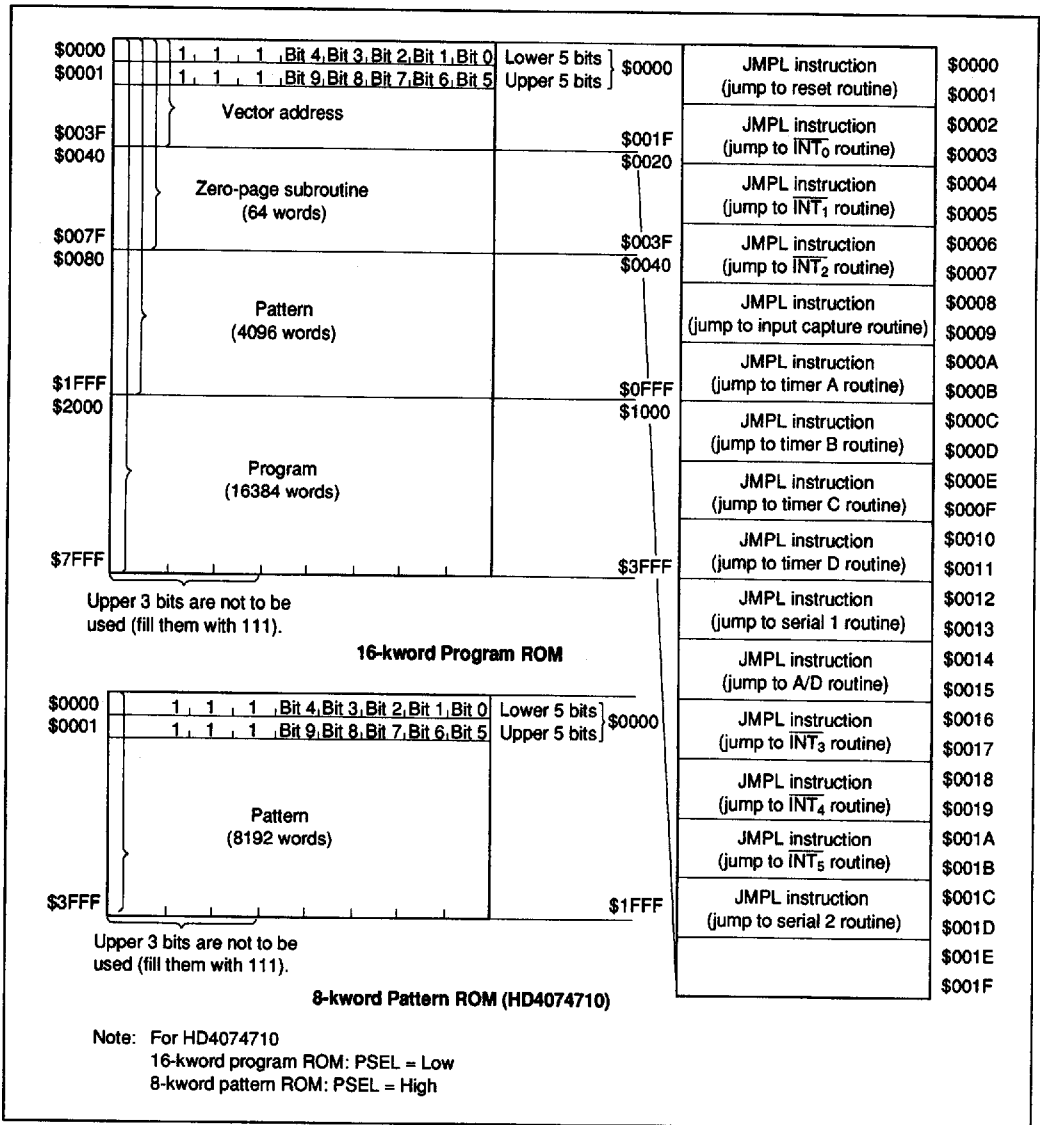 $0000
1 1 1 Bit 4 Bit 3 Bit 2 Bit 1 Bit 0
Lower 5 bits
$0001
1 1 1 Bit 9 Bit 8 Bit 7 Bit 6 Bit 5
Upper 5 bits
$0000
Vector address
$003F
$001F
$0040
$0020
Zero-page subroutine
(64 words)
$007F
$003F
$0080
$0040
Pattern
(4096 words)
$1FFF
$0FFF
$2000
$1000
Program
(16384 words)
$7FFF
$3FFF
Upper 3 bits are not to be
used (fill them with 111).
16-kword Program ROM
$0000
1 1 1 Bit 4 Bit 3 Bit 2 Bit 1 Bit 0
Lower 5 bits
$0001
1 1 1 Bit 9 Bit 8 Bit 7 Bit 6 Bit 5
Upper 5 bits
$0000
Pattern
(8192 words)
$3FFF
$1FFF
Upper 3 bits are not to be
used (fill them with 111).
8-kword Pattern ROM (HD4074710)
Note: For HD4074710
16-kword program ROM: PSEL = Low
8-kword pattern ROM: PSEL = High
JMPL instruction
$0000
(jump to reset routine)
$0001
JMPL instruction
$0002
(jump to INT0 routine)
$0003
JMPL instruction
$0004
(jump to INT1 routine)
$0005
JMPL instruction
$0006
(jump to INT2 routine)
$0007
JMPL instruction
$0008
(jump to input capture routine)
$0009
JMPL instruction
$000A
(jump to timer A routine)
$000B
JMPL instruction
$000C
(jump to timer B routine)
$000D
JMPL instruction
$000E
(jump to timer C routine)
$000F
JMPL instruction
$0010
(jump to timer D routine)
$0011
JMPL instruction
$0012
(jump to serial 1 routine)
$0013
JMPL instruction
$0014
(jump to A/D routine)
$0015
JMPL instruction
$0016
(jump to INT3 routine)
$0017
JMPL instruction
$0018
(jump to INT4 routine)
$0019
JMPL instruction
$001A
(jump to INT5 routine)
$001B
JMPL instruction
$001C
(jump to serial 2 routine)
$001D
$001E
$001F